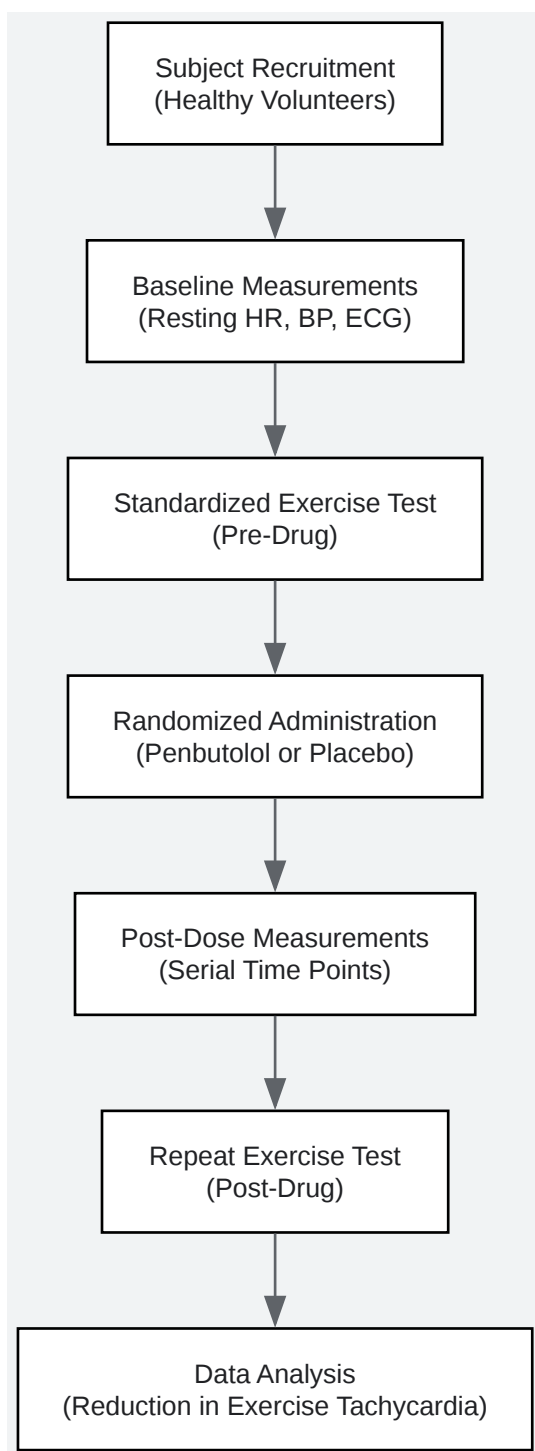 Subject Recruitment
(Healthy Volunteers)
Baseline Measurements
(Resting HR, BP, ECG)
Standardized Exercise Test
(Pre-Drug)
Randomized Administration
(Penbutolol or Placebo)
Post-Dose Measurements
(Serial Time Points)
Repeat Exercise Test
(Post-Drug)
Data Analysis
(Reduction in Exercise Tachycardia)